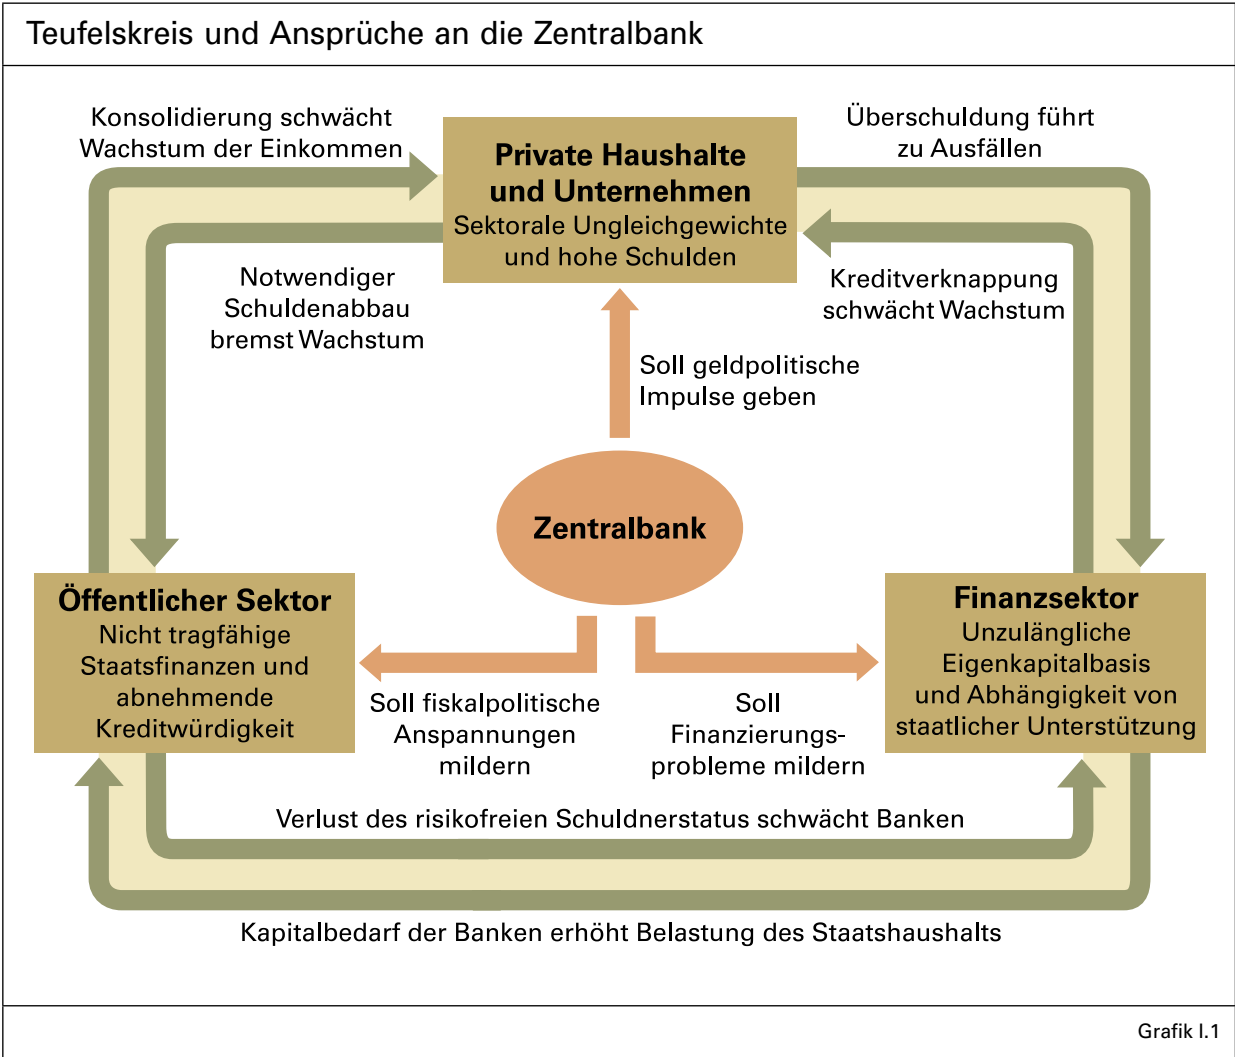 Teufelskreis und Ansprüche an die Zentralbank
Konsolidierung schwächt
Wachstum der Einkommen
Private Haushalte
und Unternehmen
Sektorale Ungleichgewichte
und hohe Schulden
Überschuldung führt
zu Ausfällen
Notwendiger
Schuldenabbau
bremst Wachstum
Kreditverknappung
schwächt Wachstum
Soll geldpolitische
Impulse geben
Zentralbank
Öffentlicher Sektor
Nicht tragfähige
Staatsfinanzen und
abnehmende
Kreditwürdigkeit
Finanzsektor
Unzulängliche
Eigenkapitalbasis
und Abhängigkeit von
staatlicher Unterstützung
Soll fiskalpolitische
Anspannungen
mildern
Soll
Finanzierungs-
probleme mildern
Verlust des risikofreien Schuldnerstatus schwächt Banken
Kapitalbedarf der Banken erhöht Belastung des Staatshaushalts
Grafik I.1